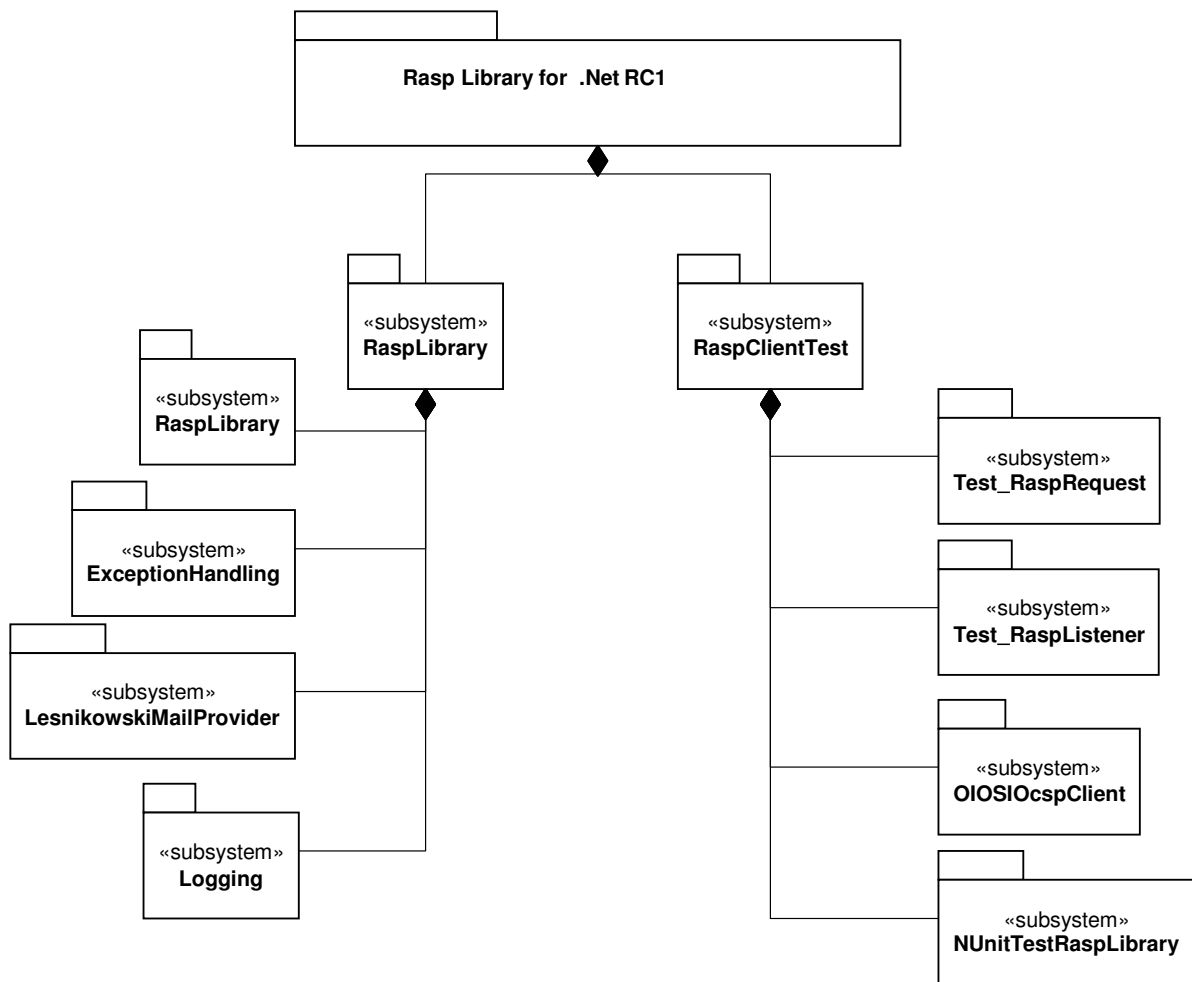 Rasp Library for .Net RC1
«subsystem»
RaspLibrary
«subsystem»
RaspClientTest
«subsystem»
RaspLibrary
«subsystem»
ExceptionHandling
«subsystem»
LesnikowskiMailProvider
«subsystem»
Logging
«subsystem»
Test_RaspRequest
«subsystem»
Test_RaspListener
«subsystem»
OIOSIOcspClient
«subsystem»
NUnitTestRaspLibrary